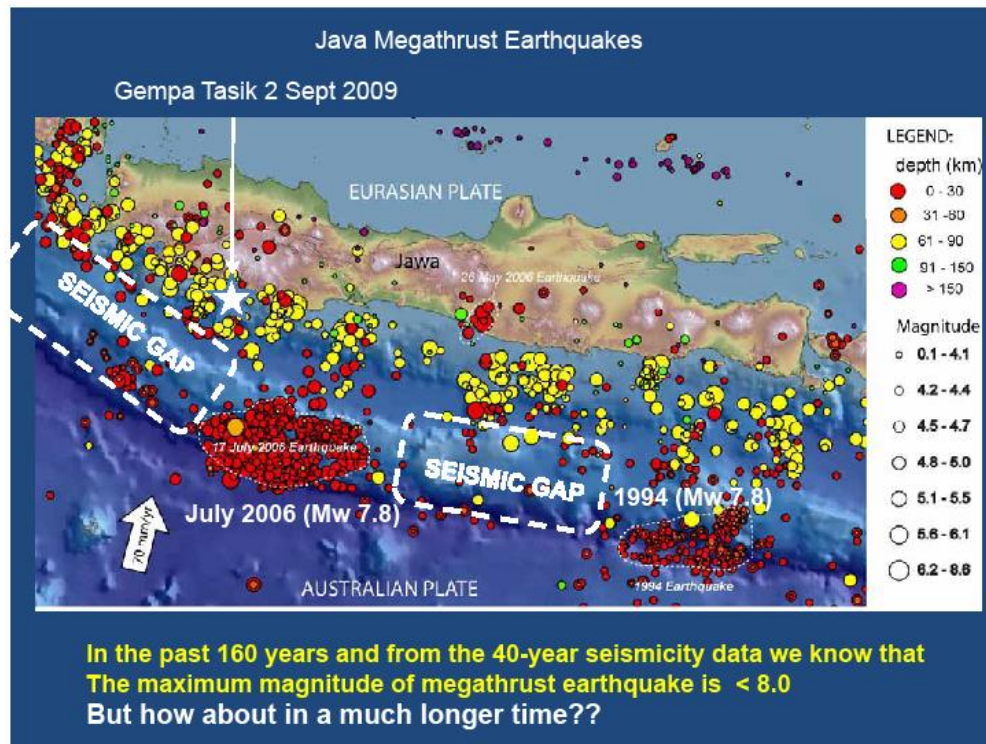 Java Megathrust Earthquakes
Gempa Tasik 2 Sept 2009
EURASIAN PLATE
Jawa
26 May 2006 Earthquake
SEISMIC GAP
17 July 2006 Earthquake
SEISMIC GAP
July 2006 (Mw 7.8)
1994 (Mw 7.8)
70 mm/yr
AUSTRALIAN PLATE
1994 Earthquake
LEGEND:
depth (km)
0 - 30
31 -60
61 - 90
91 - 150
> 150
Magnitude
0.1 - 4.1
4.2 - 4.4
4.5 - 4.7
4.8 - 5.0
5.1 - 5.5
5.6 - 6.1
6.2 - 8.6
In the past 160 years and from the 40-year seismicity data we know that
The maximum magnitude of megathrust earthquake is < 8.0
But how about in a much longer time??